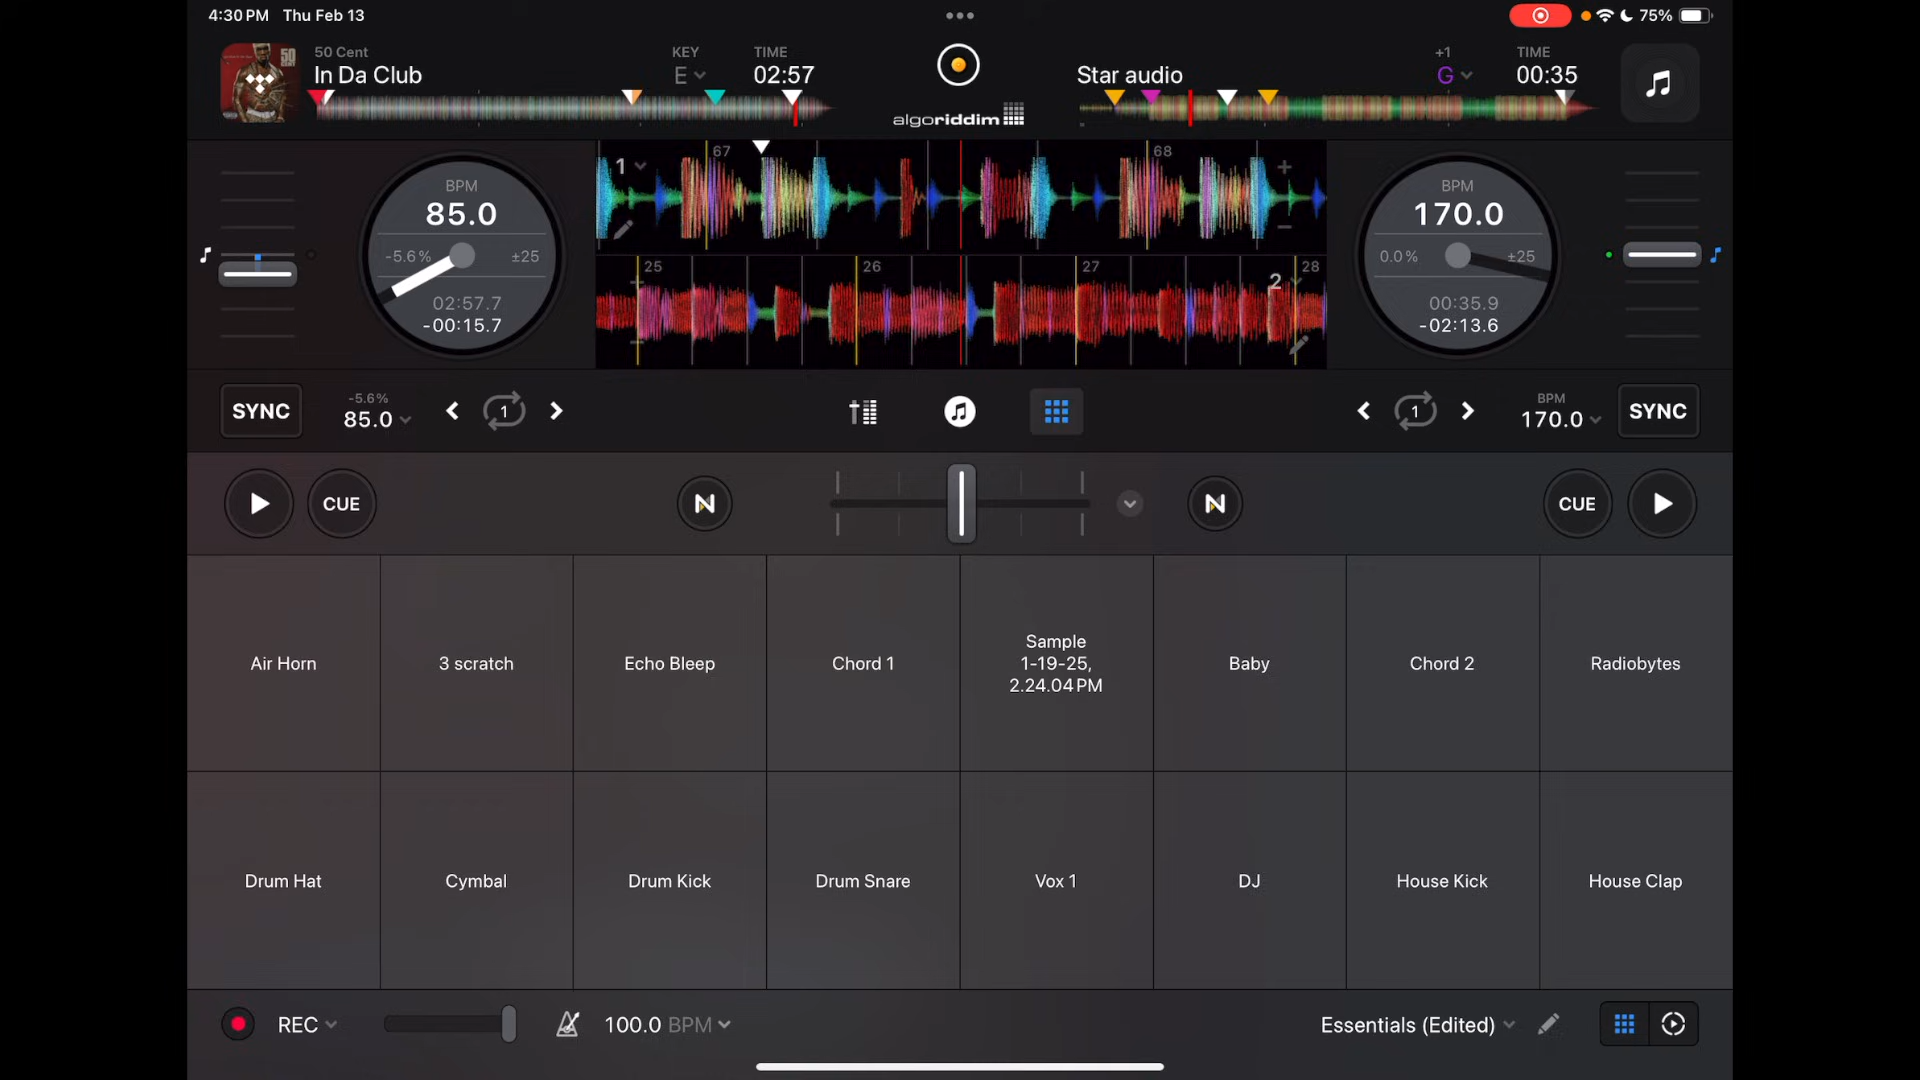 4:30 PM Thu Feb 13
75%
50 Cent
In Da Club
KEY
E
TIME
02:57
50
algoriddim
Star audio
+1
G
TIME
00:35
BPM
85.0
-5.6%
±25
02:57.7
-00:15.7
1
67
68
25
26
27
28
2
BPM
170.0
0.0%
±25
00:35.9
-02:13.6
SYNC
-5.6%
85.0
1
1
BPM
170.0
SYNC
CUE
N
N
CUE
Air Horn
3 scratch
Echo Bleep
Chord 1
Sample
1-19-25,
2.24.04 PM
Baby
Chord 2
Radiobytes
Drum Hat
Cymbal
Drum Kick
Drum Snare
Vox 1
DJ
House Kick
House Clap
REC
100.0 BPM
Essentials (Edited)